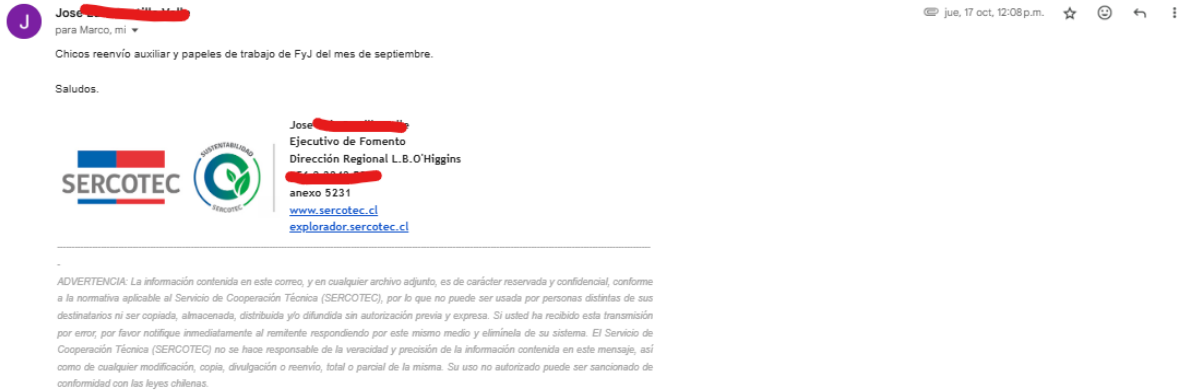 J
Jose
jue, 17 oct, 12:08 p.m.
para Marco, mi
Chicos reenvío auxiliar y papeles de trabajo de FyJ del mes de septiembre.
Saludos.
Jose
Ejecutivo de Fomento
Dirección Regional L.B.O'Higgins
anexo 5231
www.sercotec.cl
explorador.sercotec.cl
SERCOTEC
SUSTENTABILIDAD
SERCOTEC
-
ADVERTENCIA: La información contenida en este correo, y en cualquier archivo adjunto, es de carácter reservada y confidencial, conforme
a la normativa aplicable al Servicio de Cooperación Técnica (SERCOTEC), por lo que no puede ser usada por personas distintas de sus
destinatarios ni ser copiada, almacenada, distribuida y/o difundida sin autorización previa y expresa. Si usted ha recibido esta transmisión
por error, por favor notifique inmediatamente al remitente respondiendo por este mismo medio y elimínela de su sistema. El Servicio de
Cooperación Técnica (SERCOTEC) no se hace responsable de la veracidad y precisión de la información contenida en este mensaje, así
como de cualquier modificación, copia, divulgación o reenvío, total o parcial de la misma. Su uso no autorizado puede ser sancionado de
conformidad con las leyes chilenas.